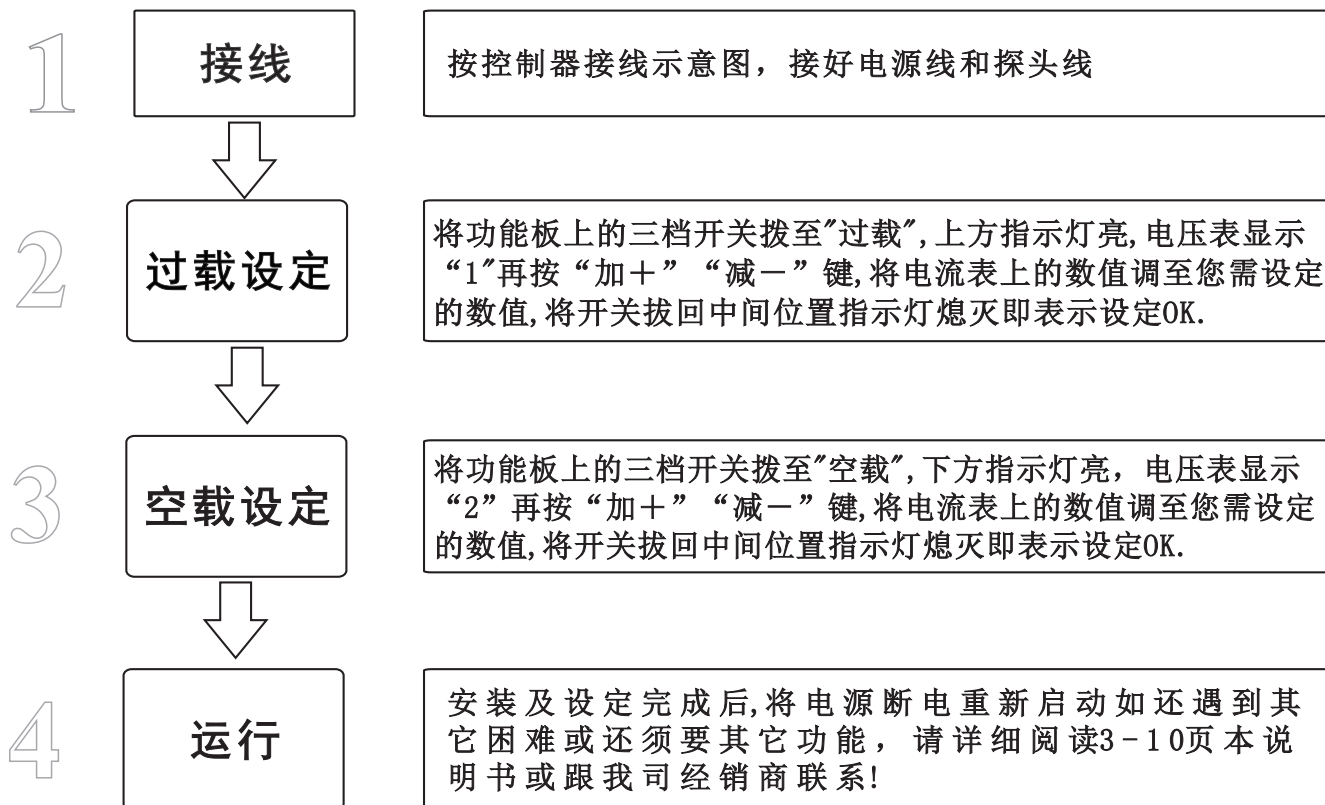 1
接线
按控制器接线示意图，接好电源线和探头线
2
过载设定
将功能板上的三档开关拨至"过载",上方指示灯亮,电压表显示
“1"再按“加＋”“减－”键,将电流表上的数值调至您需设定
的数值,将开关拔回中间位置指示灯熄灭即表示设定OK.
3
空载设定
将功能板上的三档开关拨至"空载",下方指示灯亮，电压表显示
“2”再按“加＋”“减－”键,将电流表上的数值调至您需设定
的数值,将开关拔回中间位置指示灯熄灭即表示设定OK.
4
运行
安装及设定完成后,将电源断电重新启动如还遇到其
它困难或还须要其它功能，请详细阅读3-10页本说
明书或跟我司经销商联系!